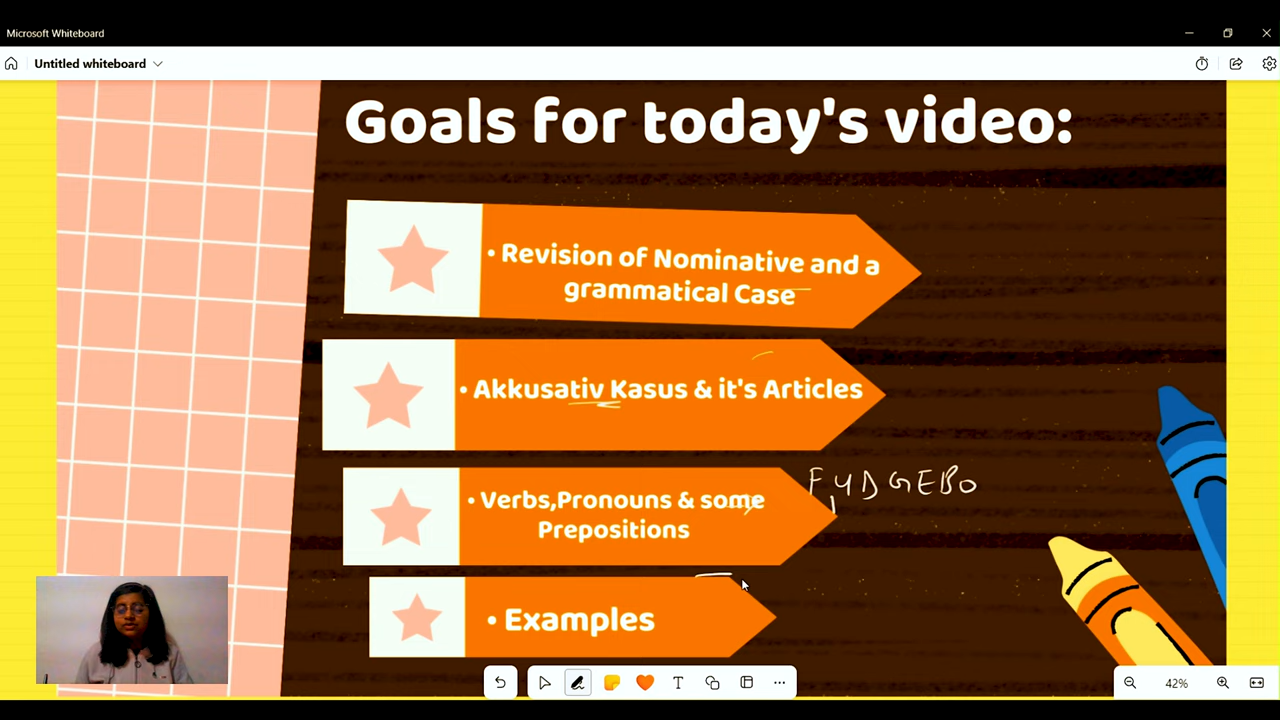 Microsoft Whiteboard
Untitled whiteboard
Goals for today's video:
• Revision of Nominative and a
grammatical Case
• Akkusativ Kasus & it's Articles
• Verbs,Pronouns & some
Prepositions
FUDGEBO
• Examples
42%